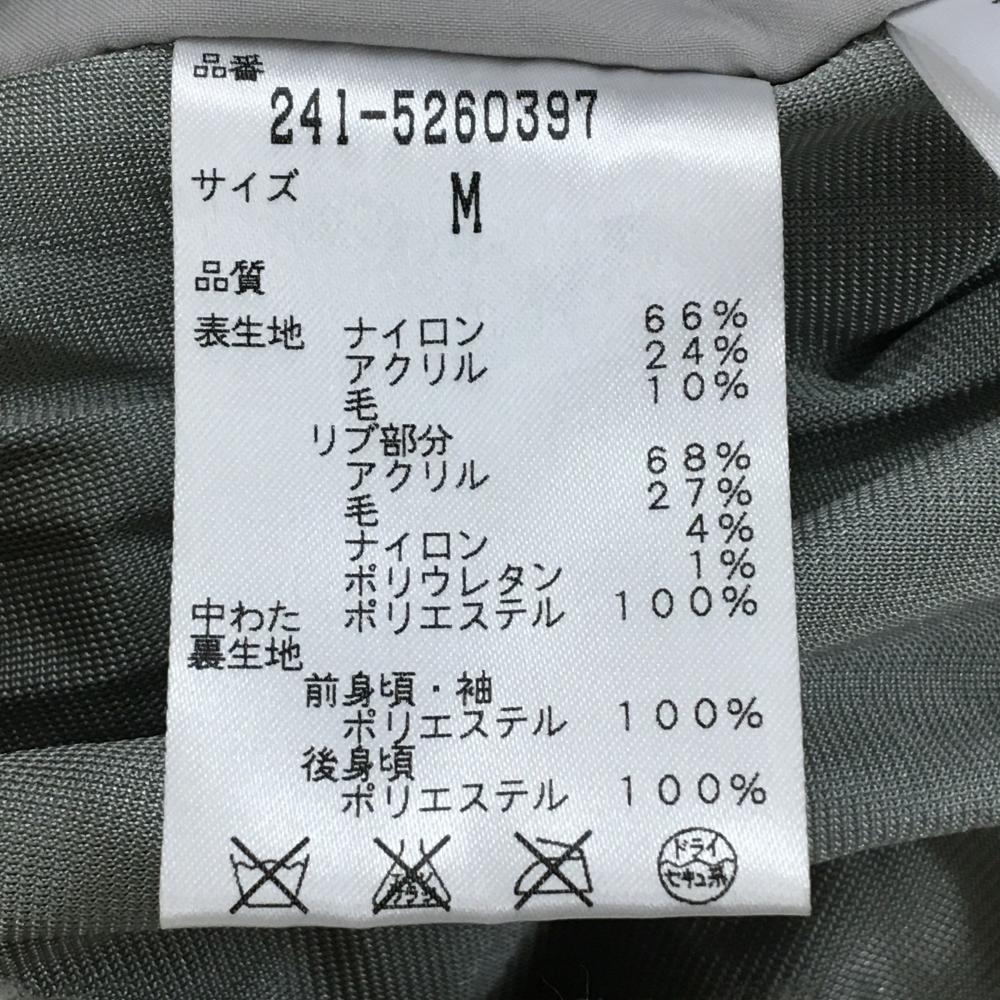 品番
241-5260397
サイズ M
品質
表生地 ナイロン 66%
アクリル 24%
毛 10%
リブ部分
アクリル 68%
毛 27%
ナイロン 4%
ポリウレタン 1%
中わた ポリエステル 100%
裏生地
前身頃・袖
ポリエステル 100%
後身頃
ポリエステル 100%
ドライ
セキュ系